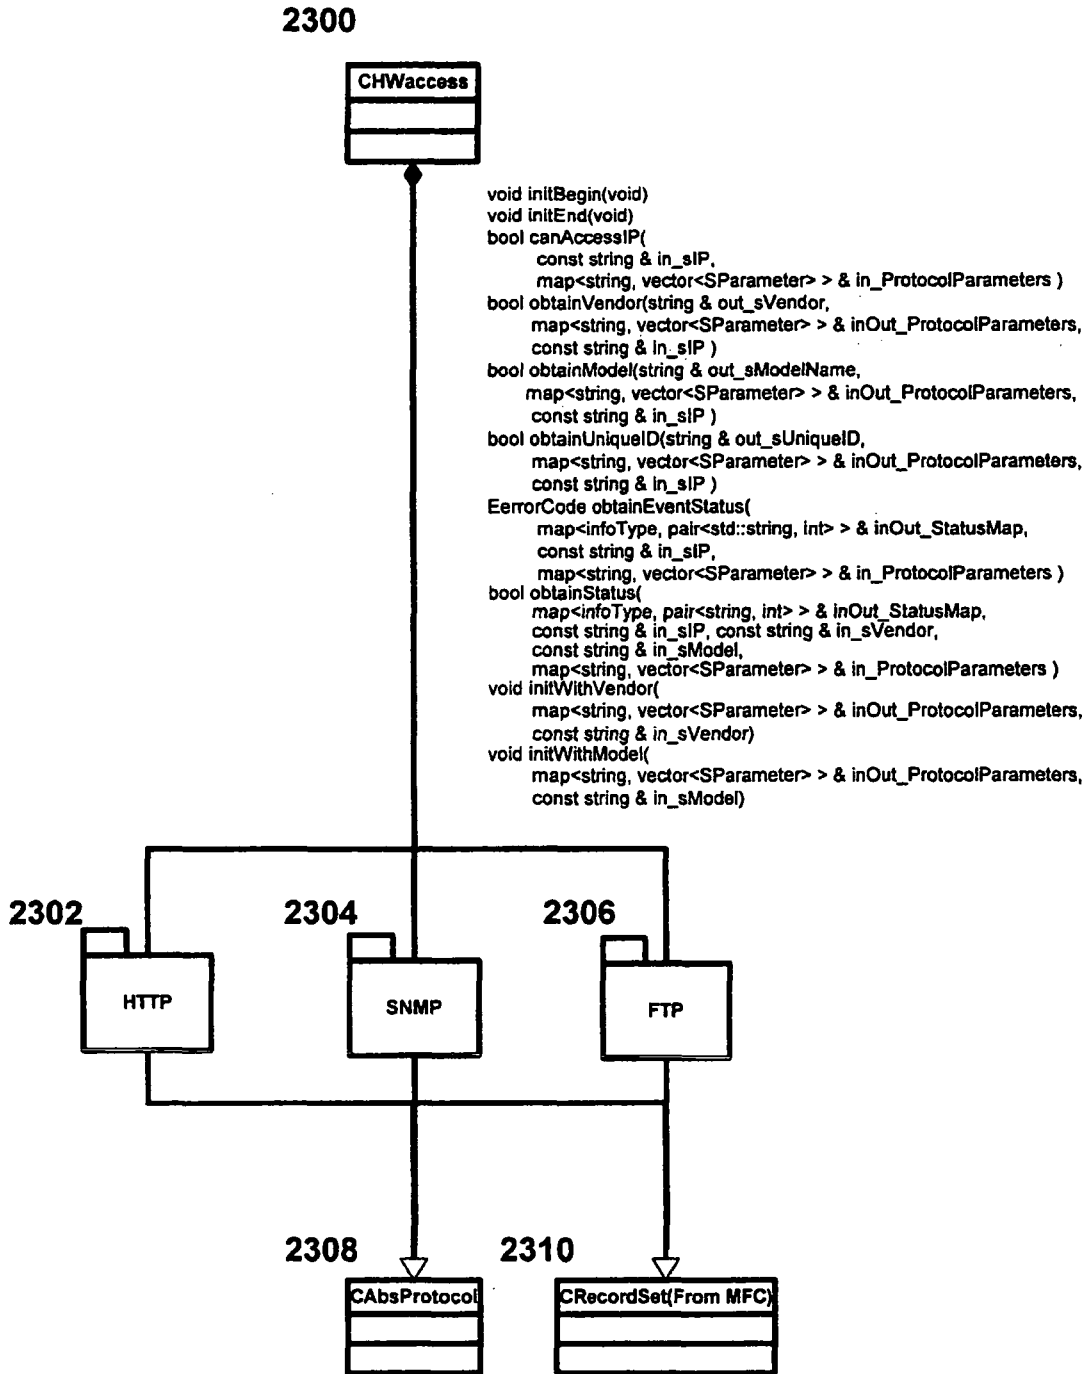 2300
CHWaccess
void initBegin(void)
void initEnd(void)
bool canAccessIP(
const string & in_sIP,
map<string, vector<SParameter> > & in_ProtocolParameters )
bool obtainVendor(string & out_sVendor,
map<string, vector<SParameter> > & inOut_ProtocolParameters,
const string & in_sIP )
bool obtainModel(string & out_sModelName,
map<string, vector<SParameter> > & inOut_ProtocolParameters,
const string & in_sIP )
bool obtainUniqueID(string & out_sUniqueID,
map<string, vector<SParameter> > & inOut_ProtocolParameters,
const string & in_sIP )
EerrorCode obtainEventStatus(
map<infoType, pair<std::string, int> > & inOut_StatusMap,
const string & in_sIP,
map<string, vector<SParameter> > & in_ProtocolParameters )
bool obtainStatus(
map<infoType, pair<string, int> > & inOut_StatusMap,
const string & in_sIP, const string & in_sVendor,
const string & in_sModel,
map<string, vector<SParameter> > & in_ProtocolParameters )
void initWithVendor(
map<string, vector<SParameter> > & inOut_ProtocolParameters,
const string & in_sVendor)
void initWithModel(
map<string, vector<SParameter> > & inOut_ProtocolParameters,
const string & in_sModel)
2302
2304
2306
HTTP
SNMP
FTP
2308
2310
CAbsProtocol
CRecordSet(From MFC)